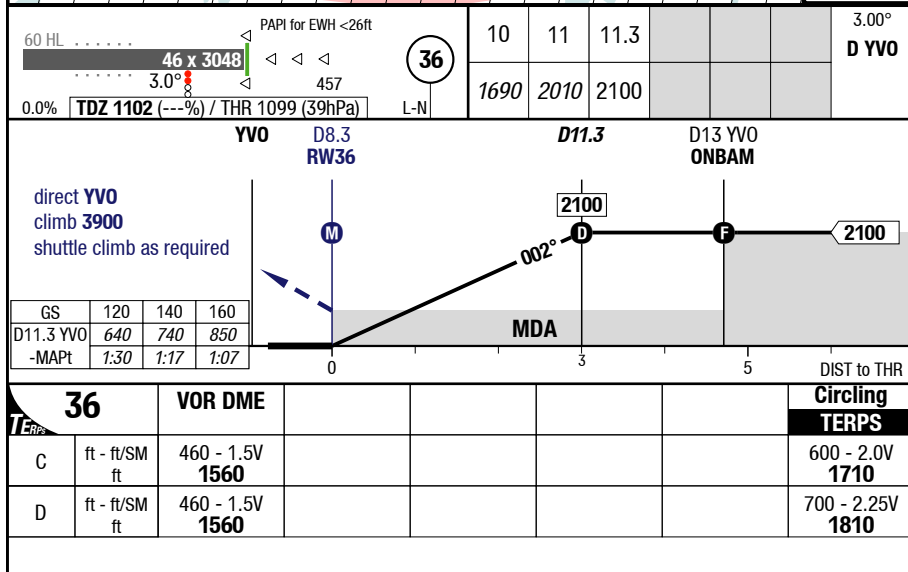 PAPI for EWH <26ft
60 HL
46 x 3048
3.0°
457
0.0% TDZ 1102 (---%) / THR 1099 (39hPa)
36
L-N
10 11 11.3
1690 2010 2100
3.00°
D YVO
YVO D8.3 D11.3 D13 YVO
RW36 ONBAM
direct YVO
climb 3900
shuttle climb as required
M
2100
D
F
2100
002°
MDA
GS 120 140 160
D11.3 YVO 640 740 850
-MAPt 1:30 1:17 1:07
0 3 5 DIST to THR
TERPS 36 VOR DME Circling
TERPS
C ft - ft/SM 460 - 1.5V 600 - 2.0V
ft 1560 1710
D ft - ft/SM 460 - 1.5V 700 - 2.25V
ft 1560 1810